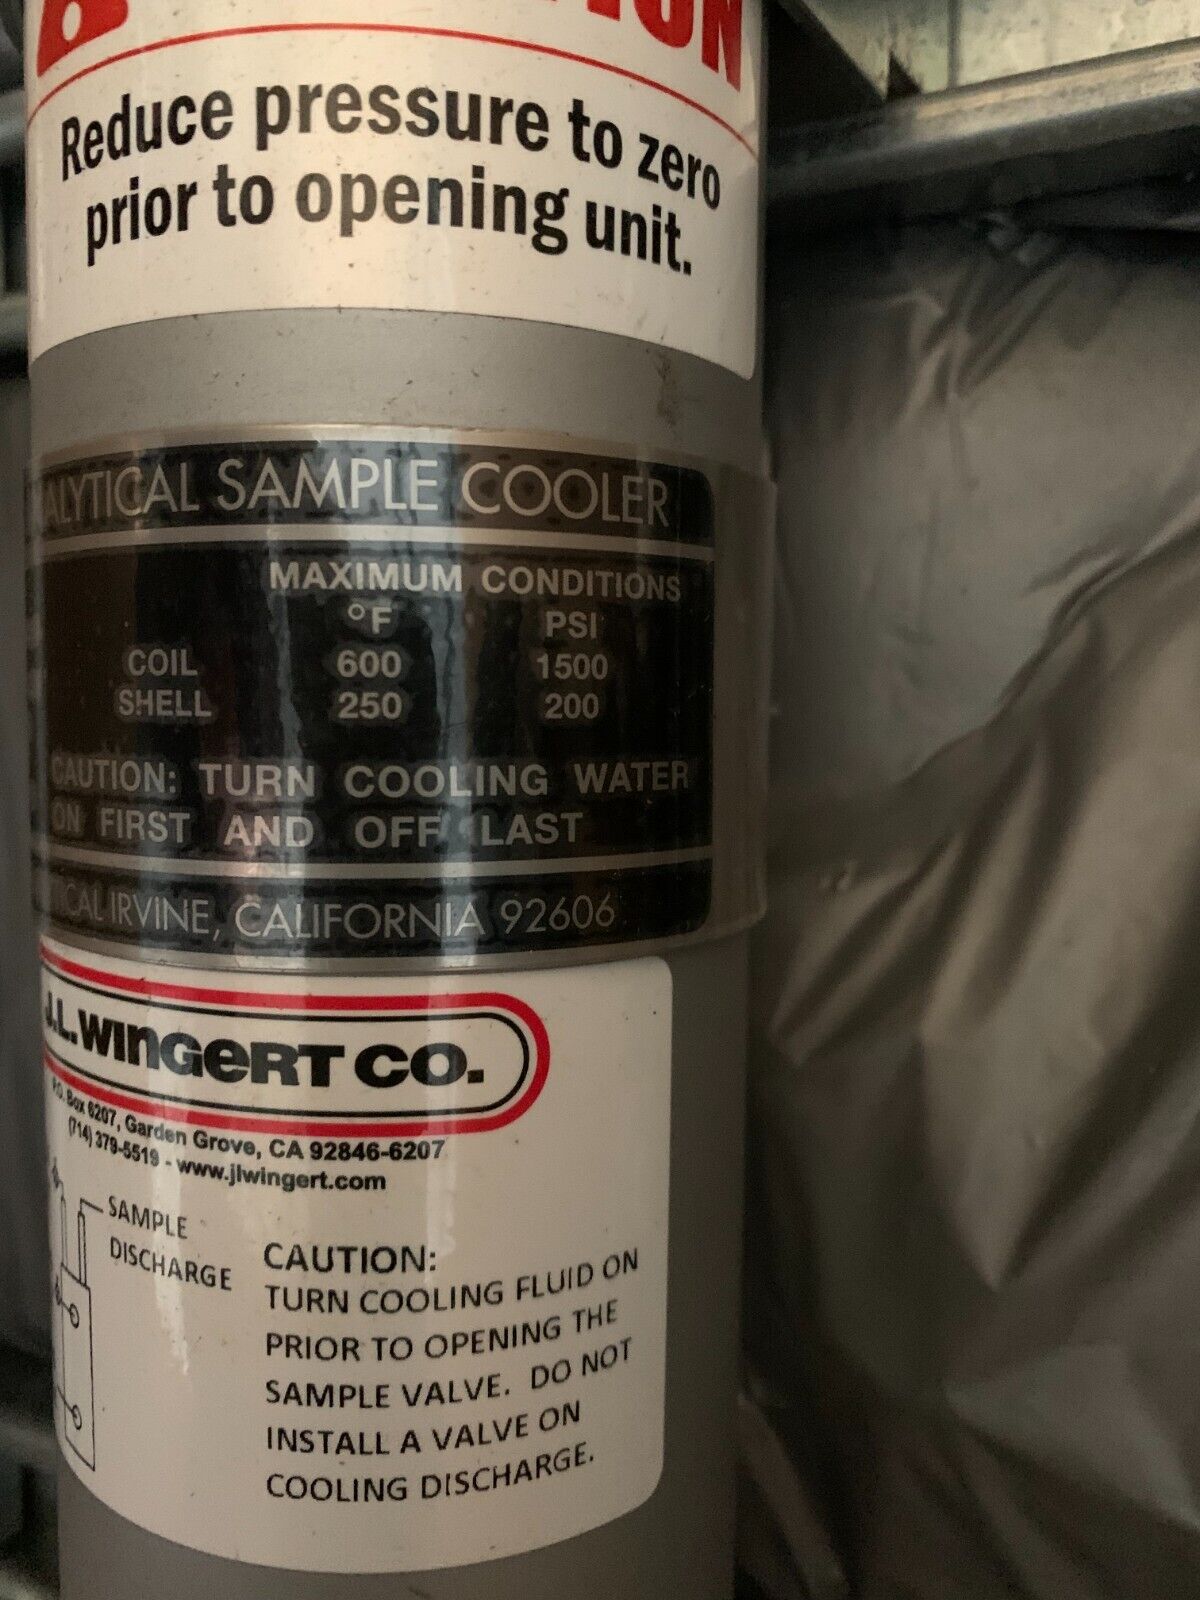 Reduce pressure to zero
prior to opening unit.
ALYTICAL SAMPLE COOLER
MAXIMUM CONDITIONS
°F PSI
COIL 600 1500
SHELL 250 200
CAUTION: TURN COOLING WATER
ON FIRST AND OFF LAST
ICAL IRVINE, CALIFORNIA 92606
J.L.WINGERT CO.
P.O. Box 6207, Garden Grove, CA 92846-6207
(714) 379-5519 - www.jlwingert.com
SAMPLE
DISCHARGE
CAUTION:
TURN COOLING FLUID ON
PRIOR TO OPENING THE
SAMPLE VALVE. DO NOT
INSTALL A VALVE ON
COOLING DISCHARGE.